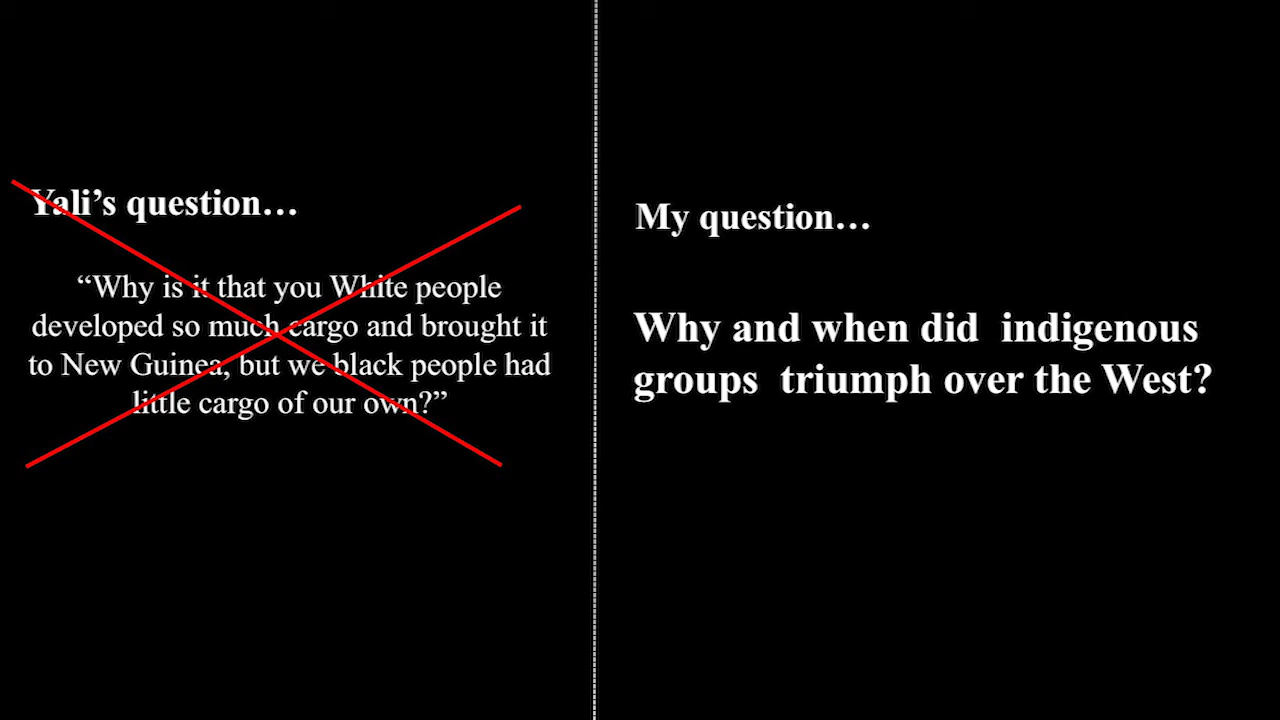 Yali’s question…
“Why is it that you White people
developed so much cargo and brought it
to New Guinea, but we black people had
little cargo of our own?”
My question…
Why and when did  indigenous
groups  triumph over the West?